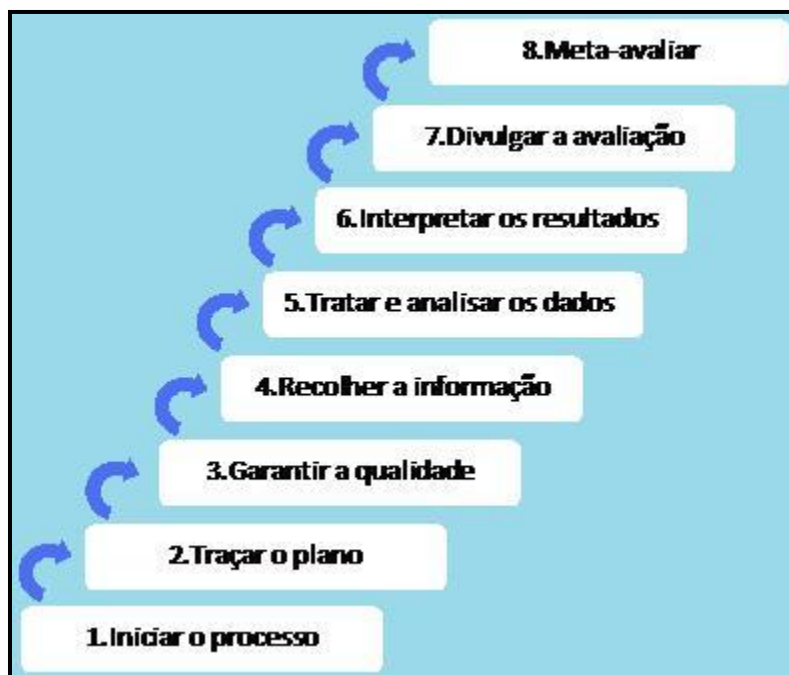 8.Meta-avaliar
7.Divulgar a avaliação
6.Interpretar os resultados
5.Tratar e analisar os dados
4.Recolher a informação
3.Garantir a qualidade
2.Traçar o plano
1.Iniciar o processo